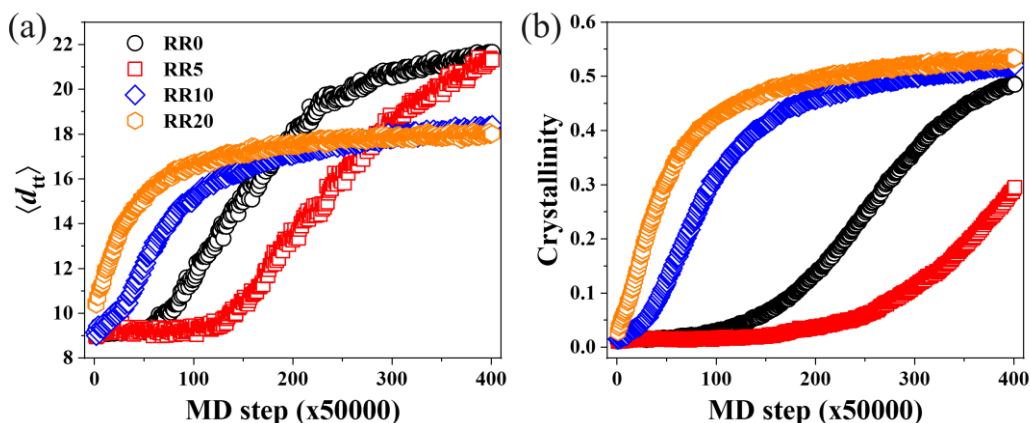 (a)
22
20
18
16
14
12
10
8
⟨d_tt⟩
RR0
RR5
RR10
RR20
0 100 200 300 400
MD step (x50000)
(b)
0.6
0.5
0.4
0.3
0.2
0.1
0.0
Crystallinity
0 100 200 300 400
MD step (x50000)